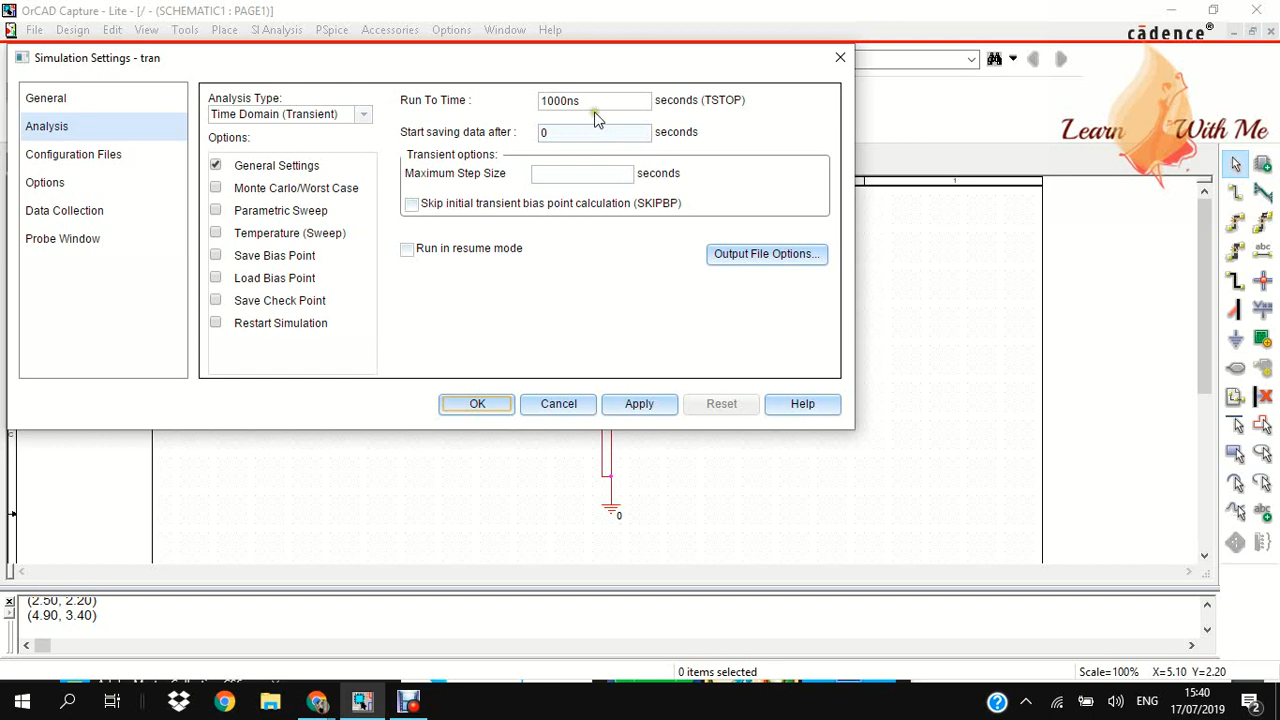 OrCAD Capture - Lite - [/ - (SCHEMATIC1 : PAGE1)]
File Design Edit View Tools Place SI Analysis PSpice Accessories Options Window Help
cādence®
Simulation Settings - tran
General
Analysis
Configuration Files
Options
Data Collection
Probe Window
Analysis Type:
Time Domain (Transient)
Options:
General Settings
Monte Carlo/Worst Case
Parametric Sweep
Temperature (Sweep)
Save Bias Point
Load Bias Point
Save Check Point
Restart Simulation
Run To Time : 1000ns seconds (TSTOP)
Start saving data after : 0 seconds
Transient options:
Maximum Step Size seconds
Skip initial transient bias point calculation (SKIPBP)
Run in resume mode
Output File Options...
OK Cancel Apply Reset Help
Learn With Me
1
abc
abc
0
(2.50, 2.20)
(4.90, 3.40)
0 items selected
Scale=100% X=5.10 Y=2.20
ENG
15:40
17/07/2019
2